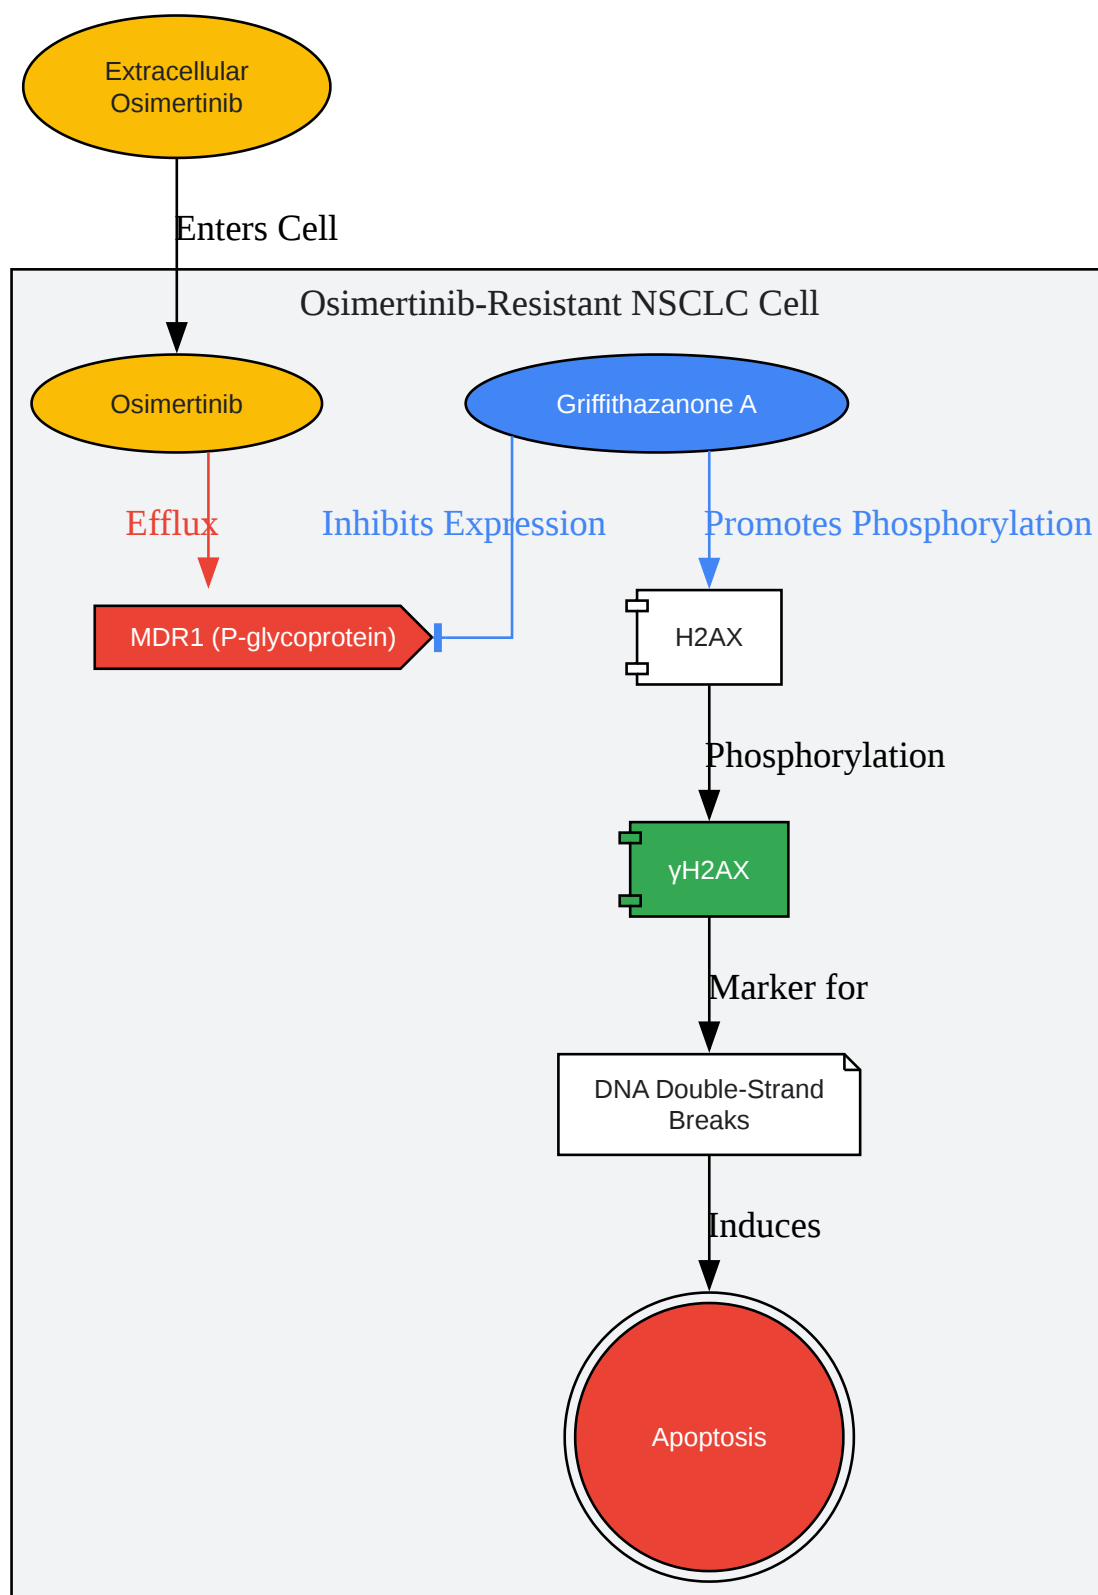 Extracellular
Osimertinib
Enters Cell
Osimertinib-Resistant NSCLC Cell
Osimertinib
Griffithazanone A
Efflux
Inhibits Expression
Promotes Phosphorylation
MDR1 (P-glycoprotein)
H2AX
Phosphorylation
γH2AX
Marker for
DNA Double-Strand
Breaks
Induces
Apoptosis